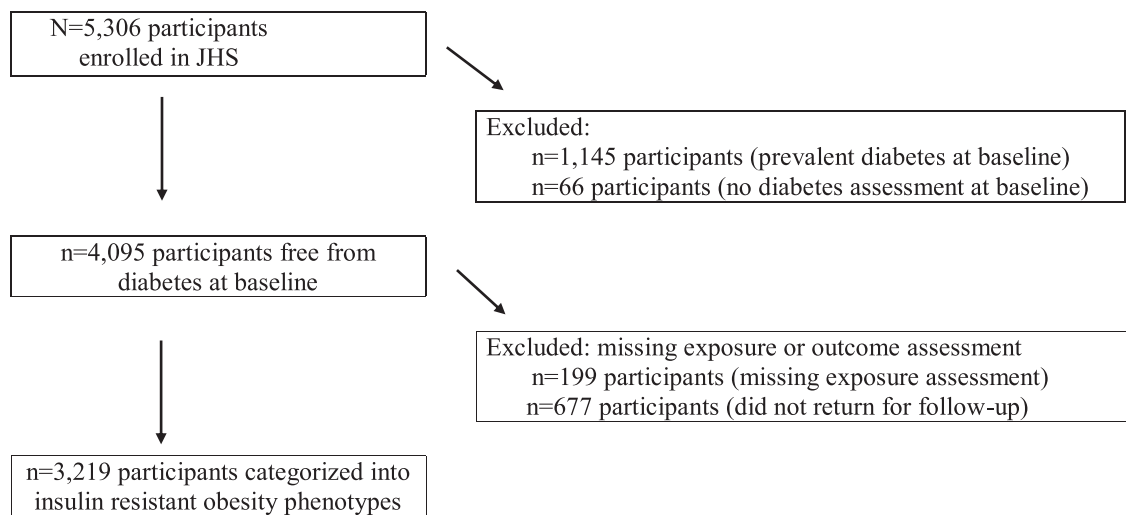 N=5,306 participants
enrolled in JHS
Excluded:
n=1,145 participants (prevalent diabetes at baseline)
n=66 participants (no diabetes assessment at baseline)
n=4,095 participants free from
diabetes at baseline
Excluded: missing exposure or outcome assessment
n=199 participants (missing exposure assessment)
n=677 participants (did not return for follow-up)
n=3,219 participants categorized into
insulin resistant obesity phenotypes